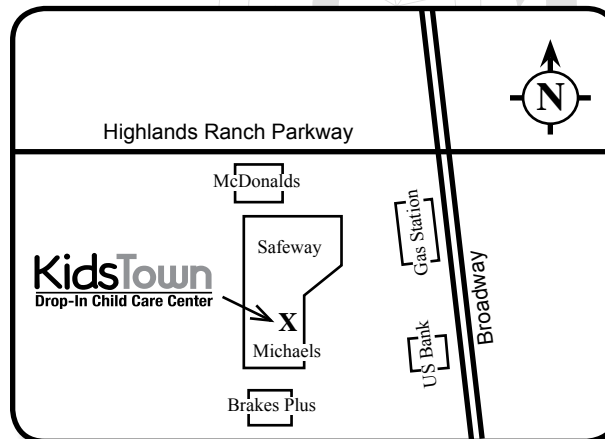 N
Highlands Ranch Parkway
McDonalds
Safeway
Gas Station
KidsTown
Drop-In Child Care Center
X
Michaels
US Bank
Broadway
Brakes Plus